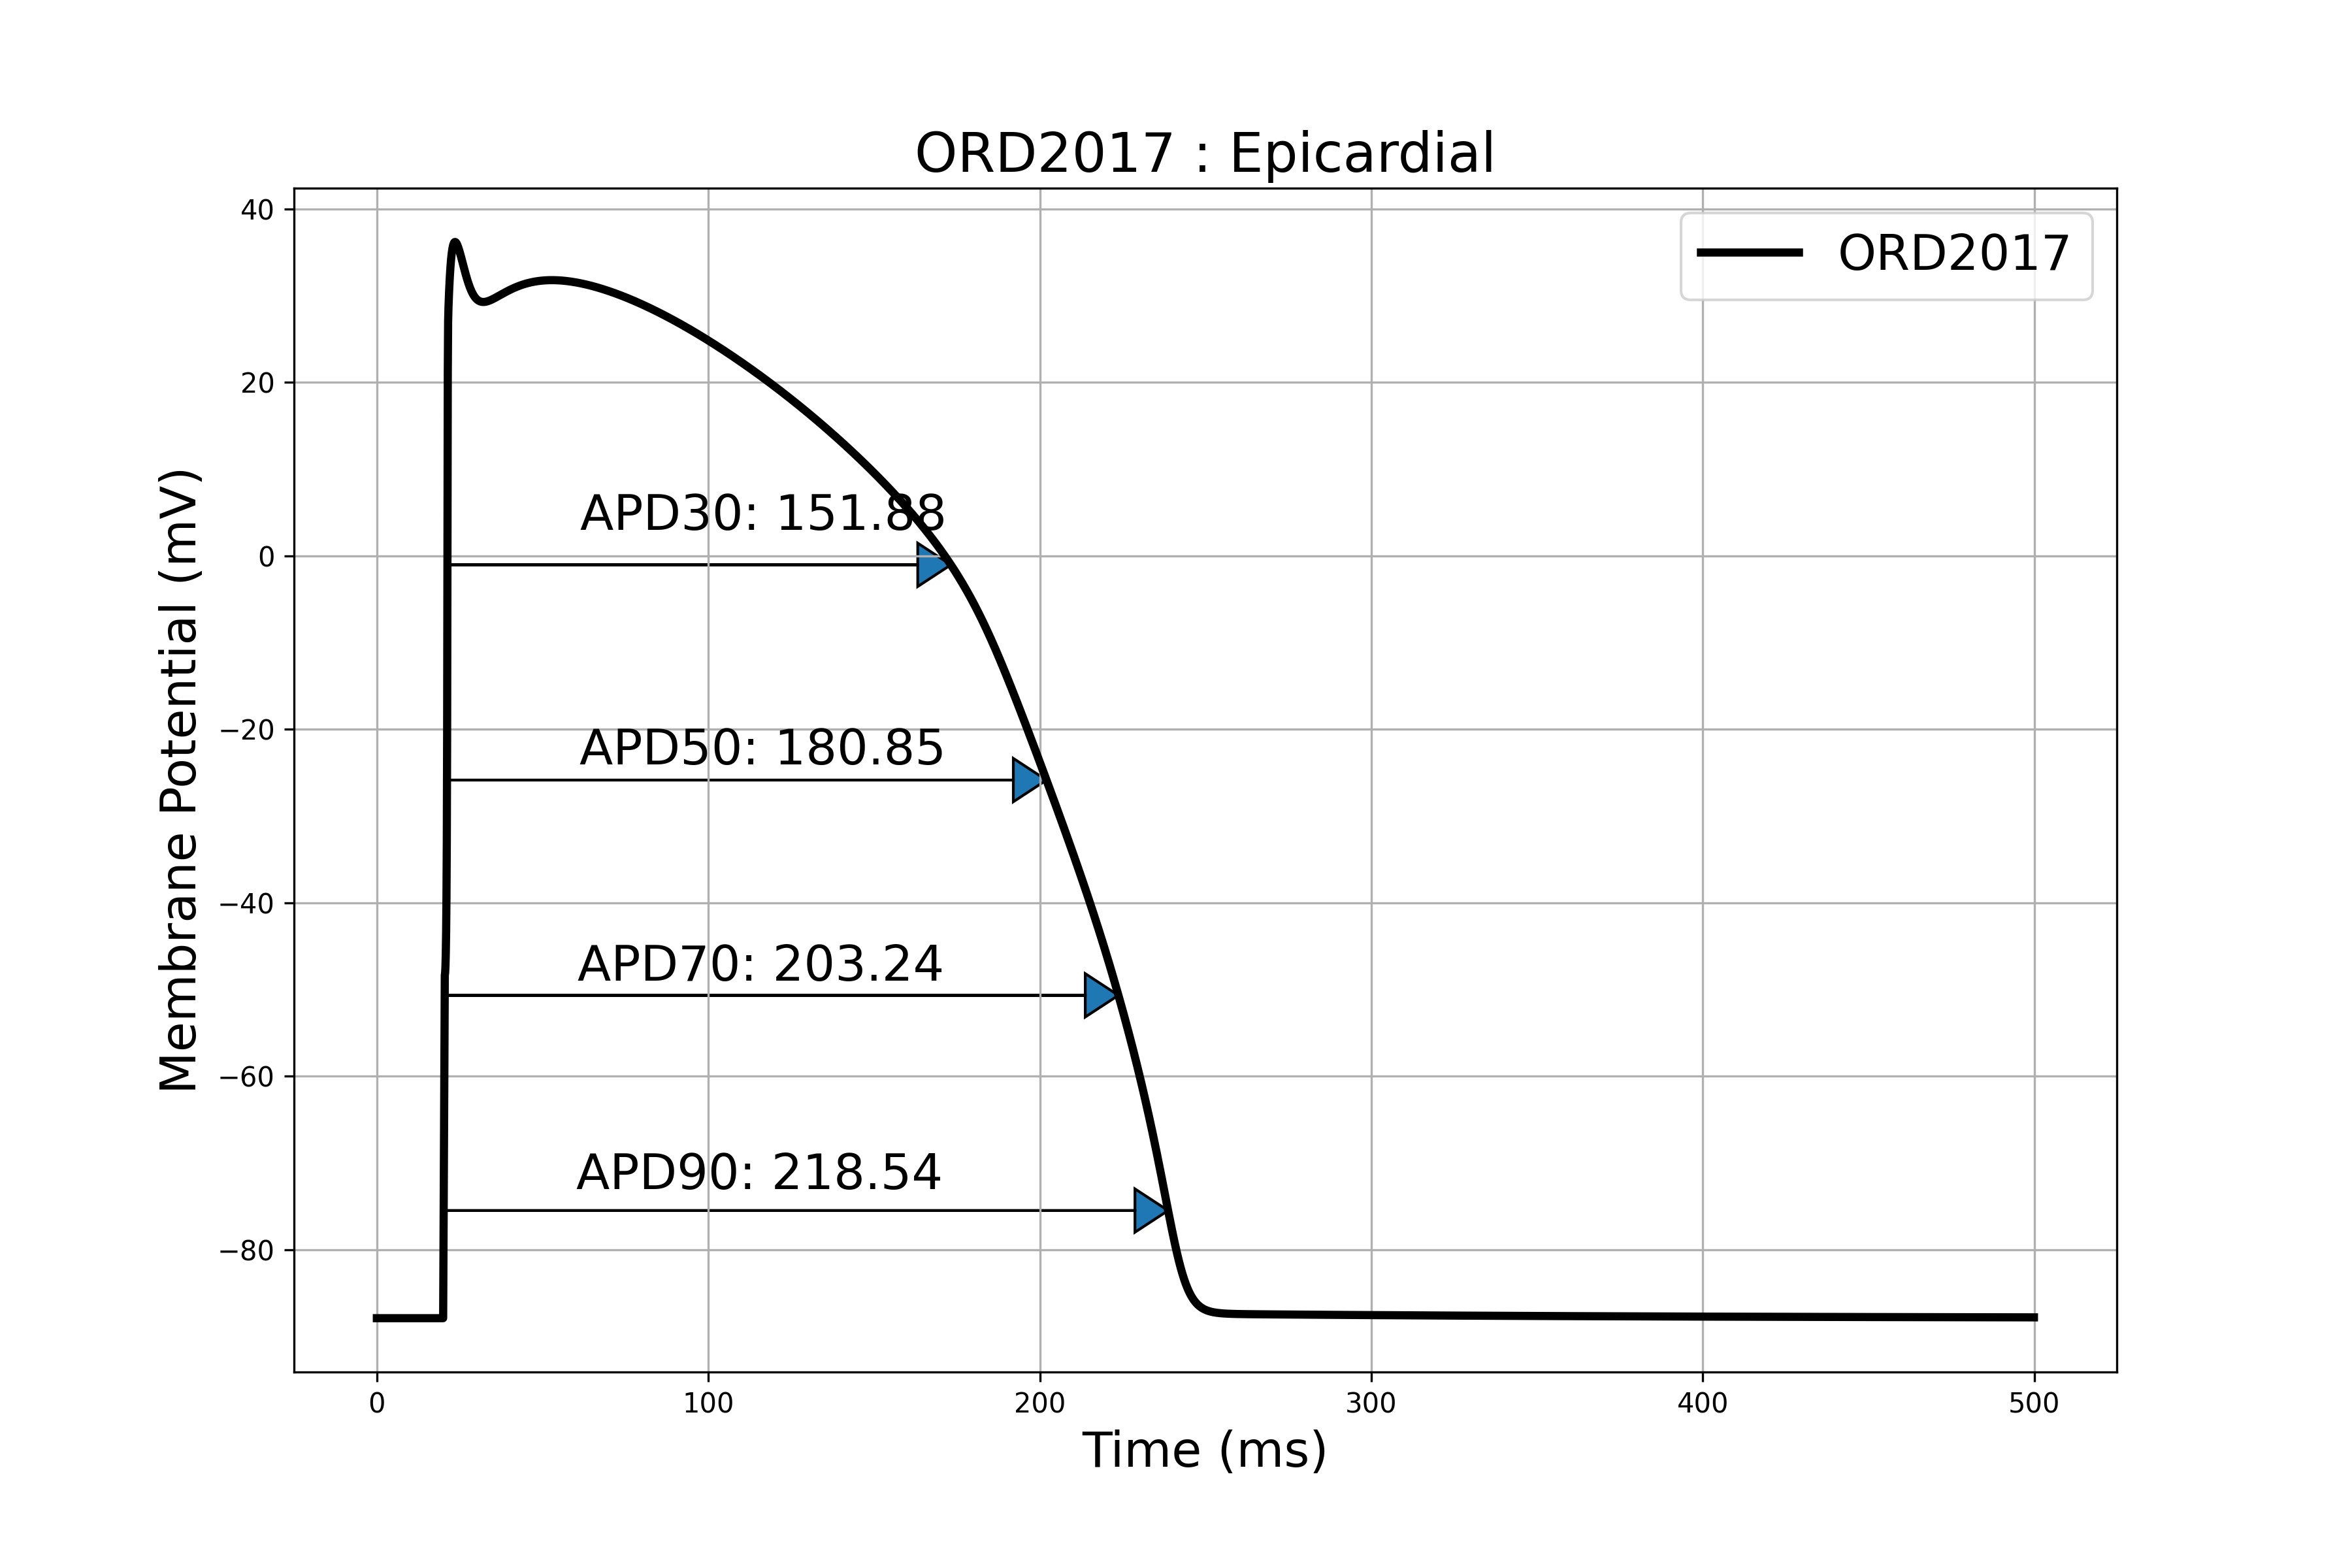 ORD2017 : Epicardial
ORD2017
40
20
0
−20
−40
−60
−80
Membrane Potential (mV)
APD30: 151.88
APD50: 180.85
APD70: 203.24
APD90: 218.54
0 100 200 300 400 500
Time (ms)